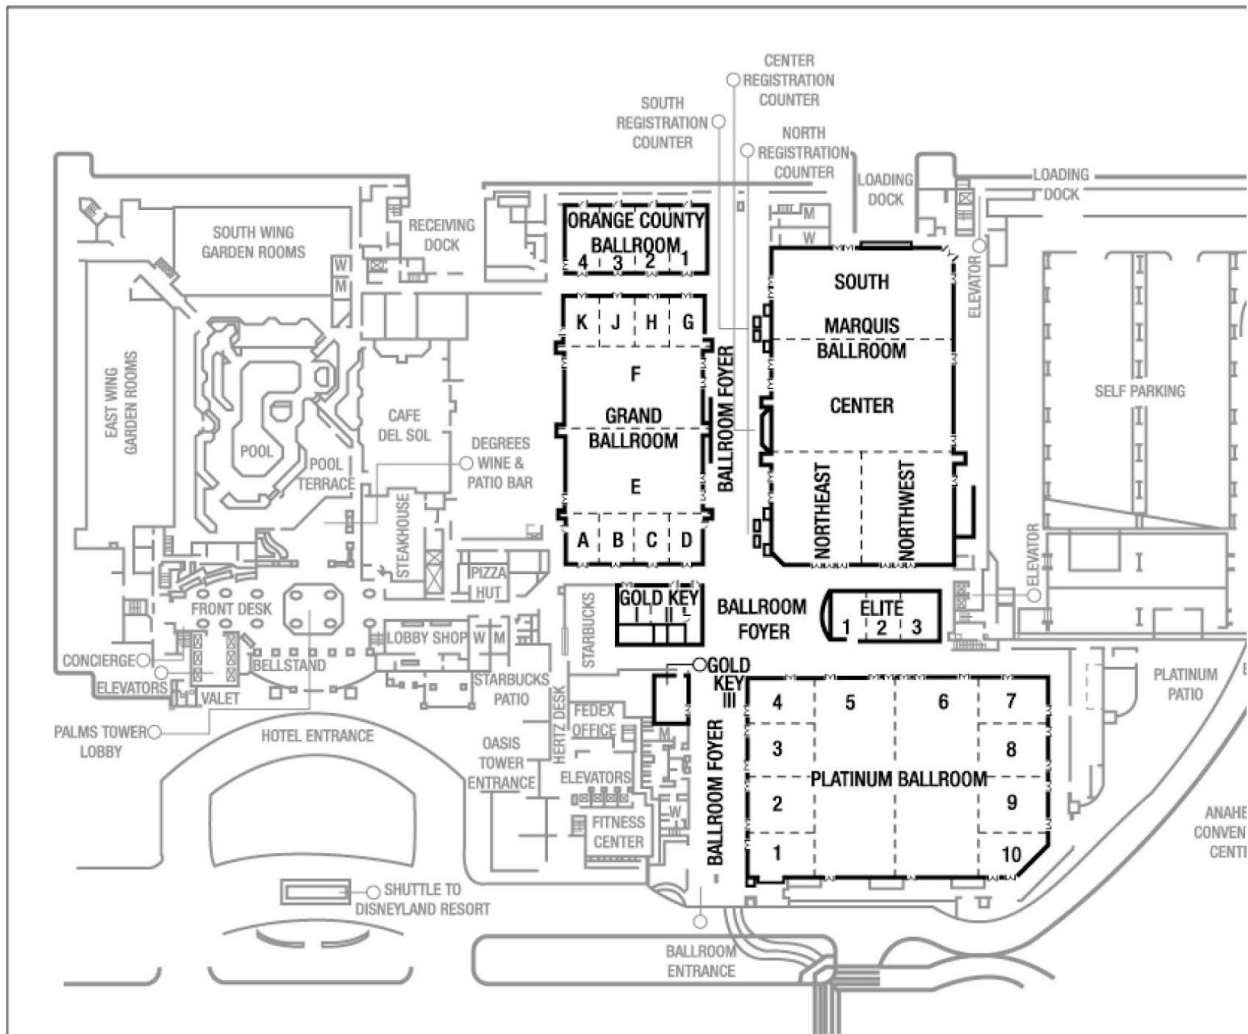 CENTER
REGISTRATION
COUNTER
SOUTH
REGISTRATION
COUNTER
NORTH
REGISTRATION
COUNTER
LOADING
DOCK
LOADING
DOCK
SOUTH WING
GARDEN ROOMS
RECEIVING
DOCK
ORANGE COUNTY
BALLROOM
4 3 2 1
M
W
W
M
ELEVATOR
SOUTH
MARQUIS
BALLROOM
CENTER
NORTHEAST
NORTHWEST
K J H G
F
GRAND
BALLROOM
E
A B C D
BALLROOM FOYER
SELF PARKING
EAST WING
GARDEN ROOMS
POOL
POOL
TERRACE
CAFE
DEL SOL
DEGREES
WINE &
PATIO BAR
STEAKHOUSE
PIZZA
HUT
ELEVATOR
FRONT DESK
LOBBY SHOP
W M
STARBUCKS
GOLD KEY
I II
BALLROOM
FOYER
ELITE
1 2 3
CONCIERGE
ELEVATORS
VALET
BELLSTAND
STARBUCKS
PATIO
GOLD
KEY
III
PLATINUM
PATIO
PALMS TOWER
LOBBY
HOTEL ENTRANCE
OASIS
TOWER
ENTRANCE
HERTZ DESK
FEDEX
OFFICE
M
ELEVATORS
W
FITNESS
CENTER
BALLROOM FOYER
4 5 6 7
3 8
PLATINUM BALLROOM
2 9
1 10
ANAHE
CONVENT
CENTE
SHUTTLE TO
DISNEYLAND RESORT
BALLROOM
ENTRANCE